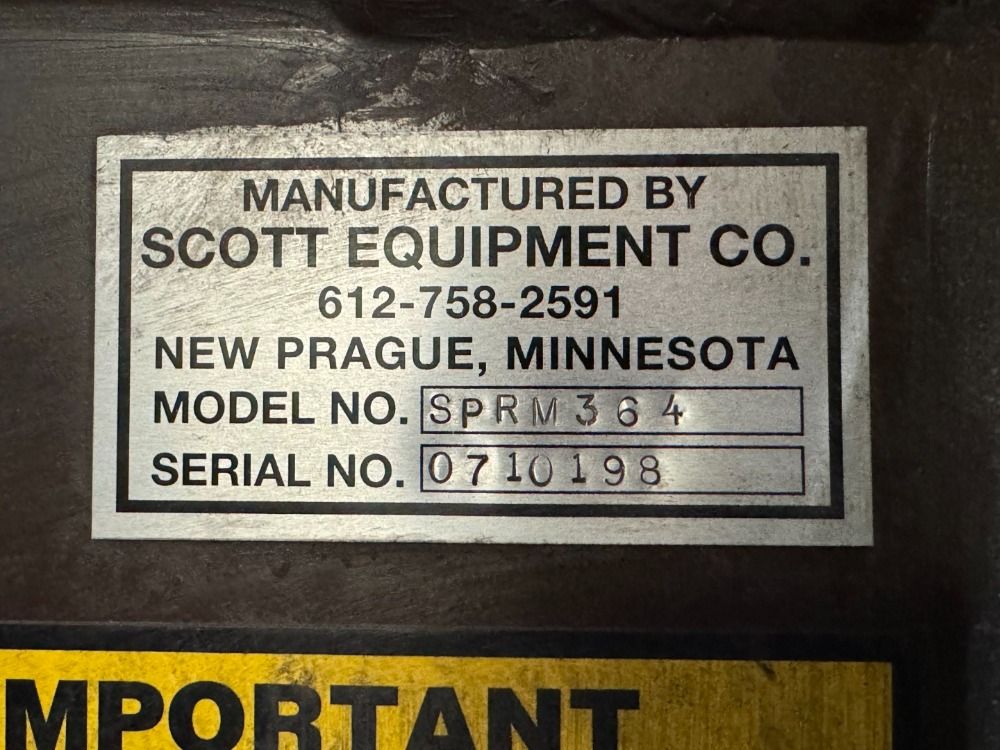 MANUFACTURED BY
SCOTT EQUIPMENT CO.
612-758-2591
NEW PRAGUE, MINNESOTA
MODEL NO. SPRM364
SERIAL NO. 0710198
MPORTANT